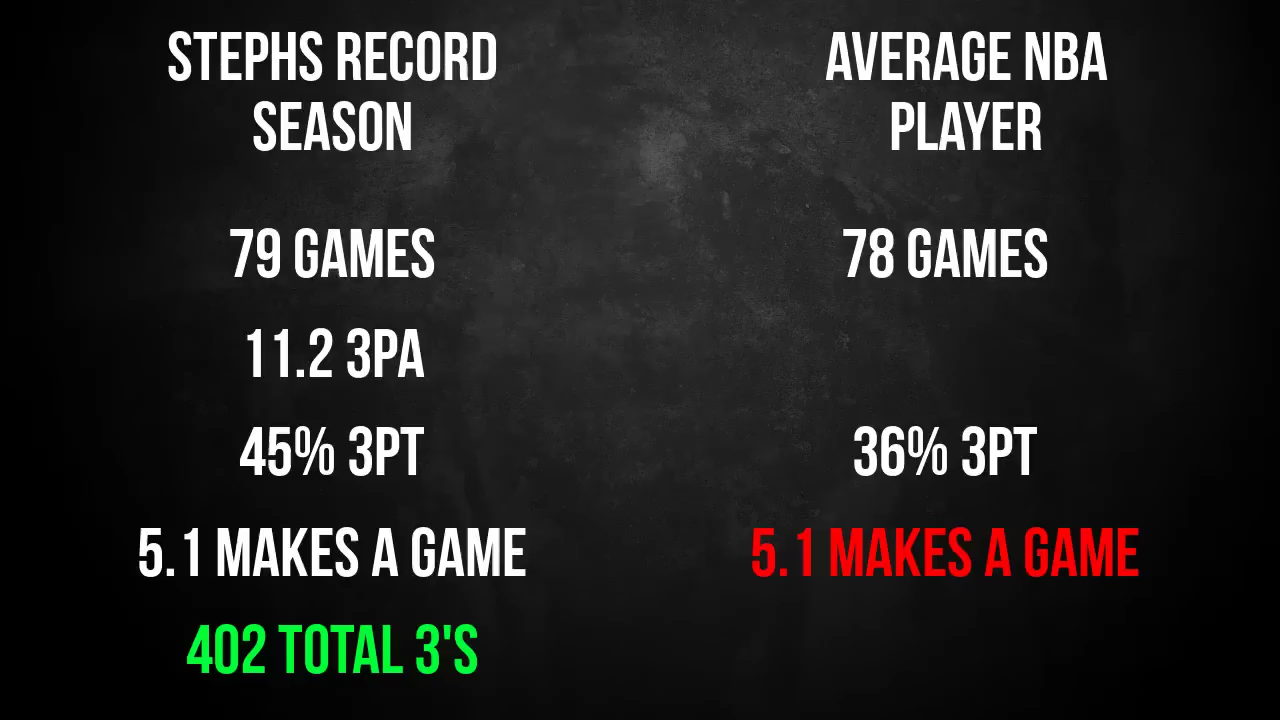 STEPHS RECORD
SEASON
79 GAMES
11.2 3PA
45% 3PT
5.1 MAKES A GAME
402 TOTAL 3'S
AVERAGE NBA
PLAYER
78 GAMES
36% 3PT
5.1 MAKES A GAME